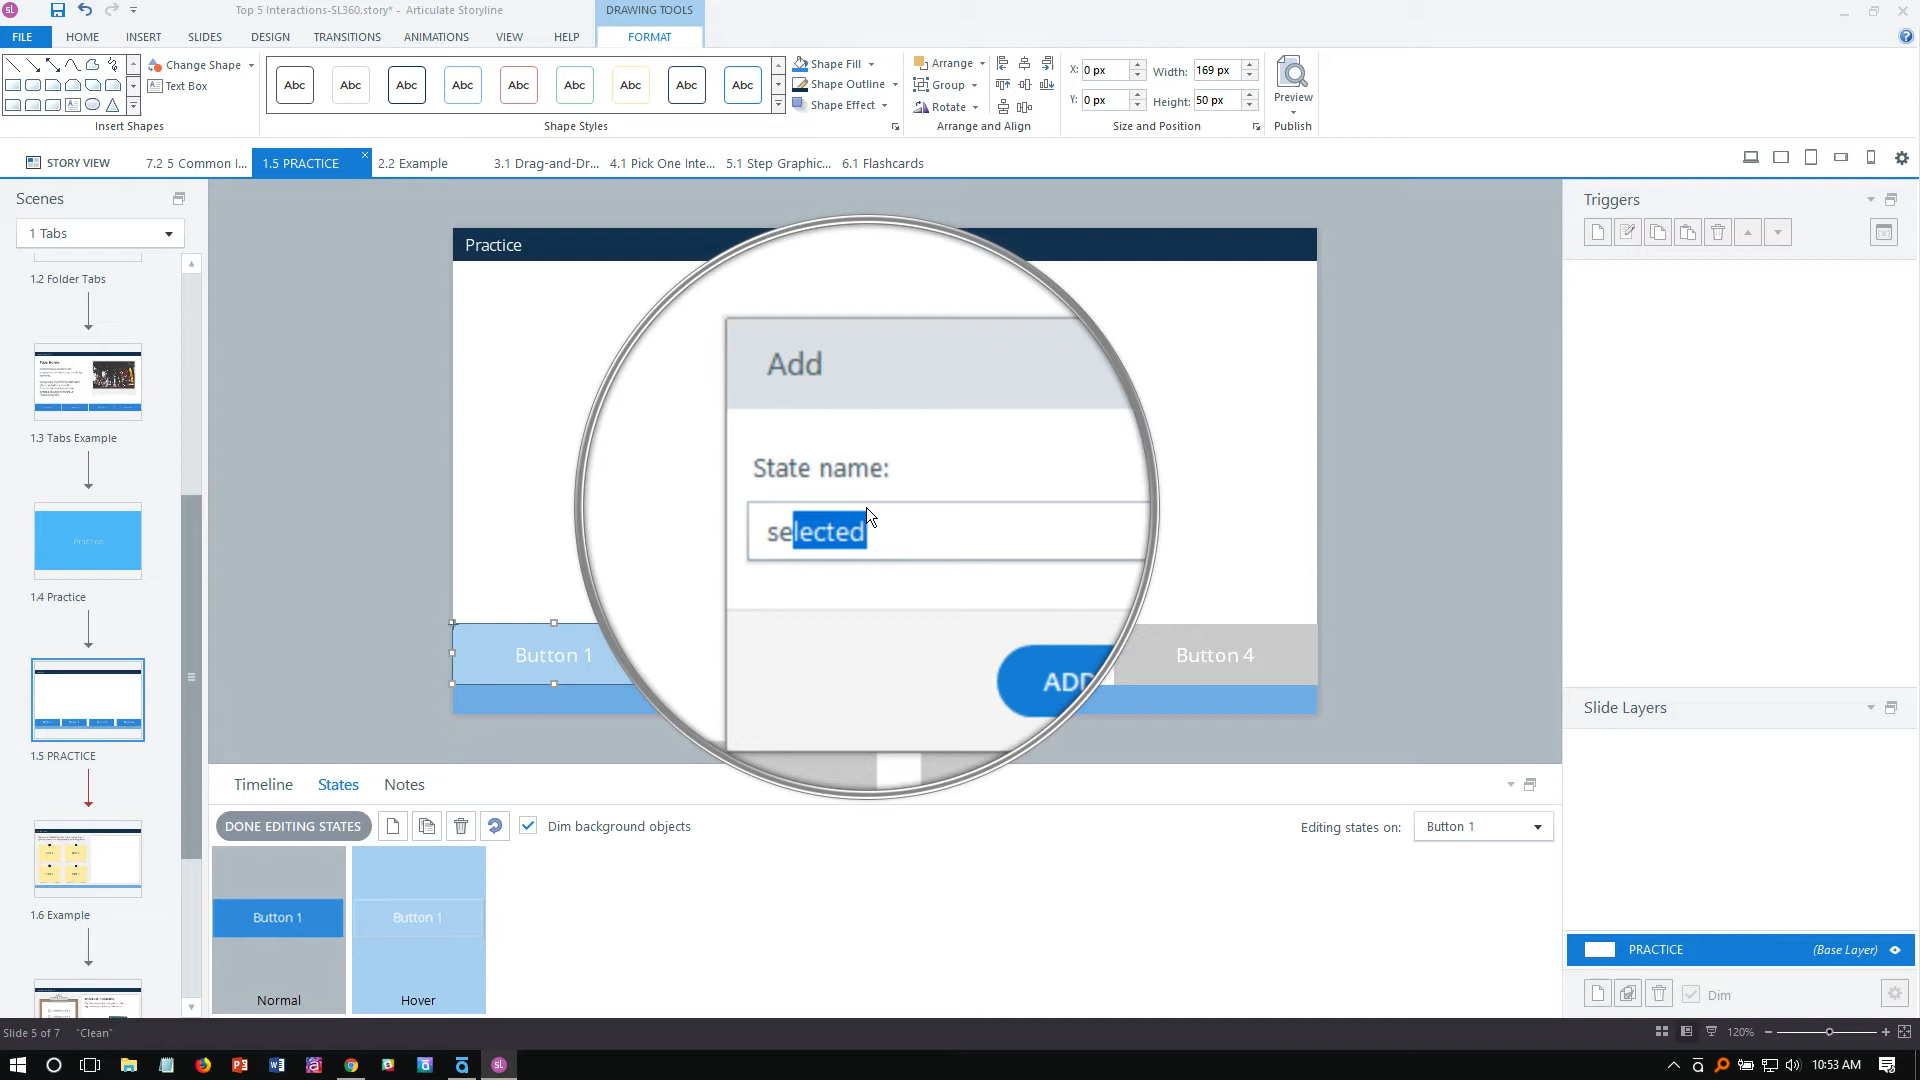 sl
Top 5 Interactions-SL360.story* - Articulate Storyline
DRAWING TOOLS
FILE
HOME
INSERT
SLIDES
DESIGN
TRANSITIONS
ANIMATIONS
VIEW
HELP
FORMAT
Change Shape
Text Box
Insert Shapes
Abc Abc Abc Abc Abc Abc Abc Abc Abc
Shape Styles
Shape Fill
Shape Outline
Shape Effect
Arrange
Group
Rotate
Arrange and Align
X: 0 px
Y: 0 px
Width: 169 px
Height: 50 px
Size and Position
Preview
Publish
STORY VIEW
7.2 5 Common I...
1.5 PRACTICE
2.2 Example
3.1 Drag-and-Dr...
4.1 Pick One Inte...
5.1 Step Graphic...
6.1 Flashcards
Scenes
1 Tabs
1.2 Folder Tabs
1.3 Tabs Example
Practice
1.4 Practice
1.5 PRACTICE
1.6 Example
Practice
Add
State name:
selected
ADD
Button 1
Button 4
Triggers
Slide Layers
PRACTICE
(Base Layer)
Dim
Timeline
States
Notes
DONE EDITING STATES
Dim background objects
Editing states on:
Button 1
Button 1
Normal
Button 1
Hover
Slide 5 of 7
"Clean"
120%
10:53 AM